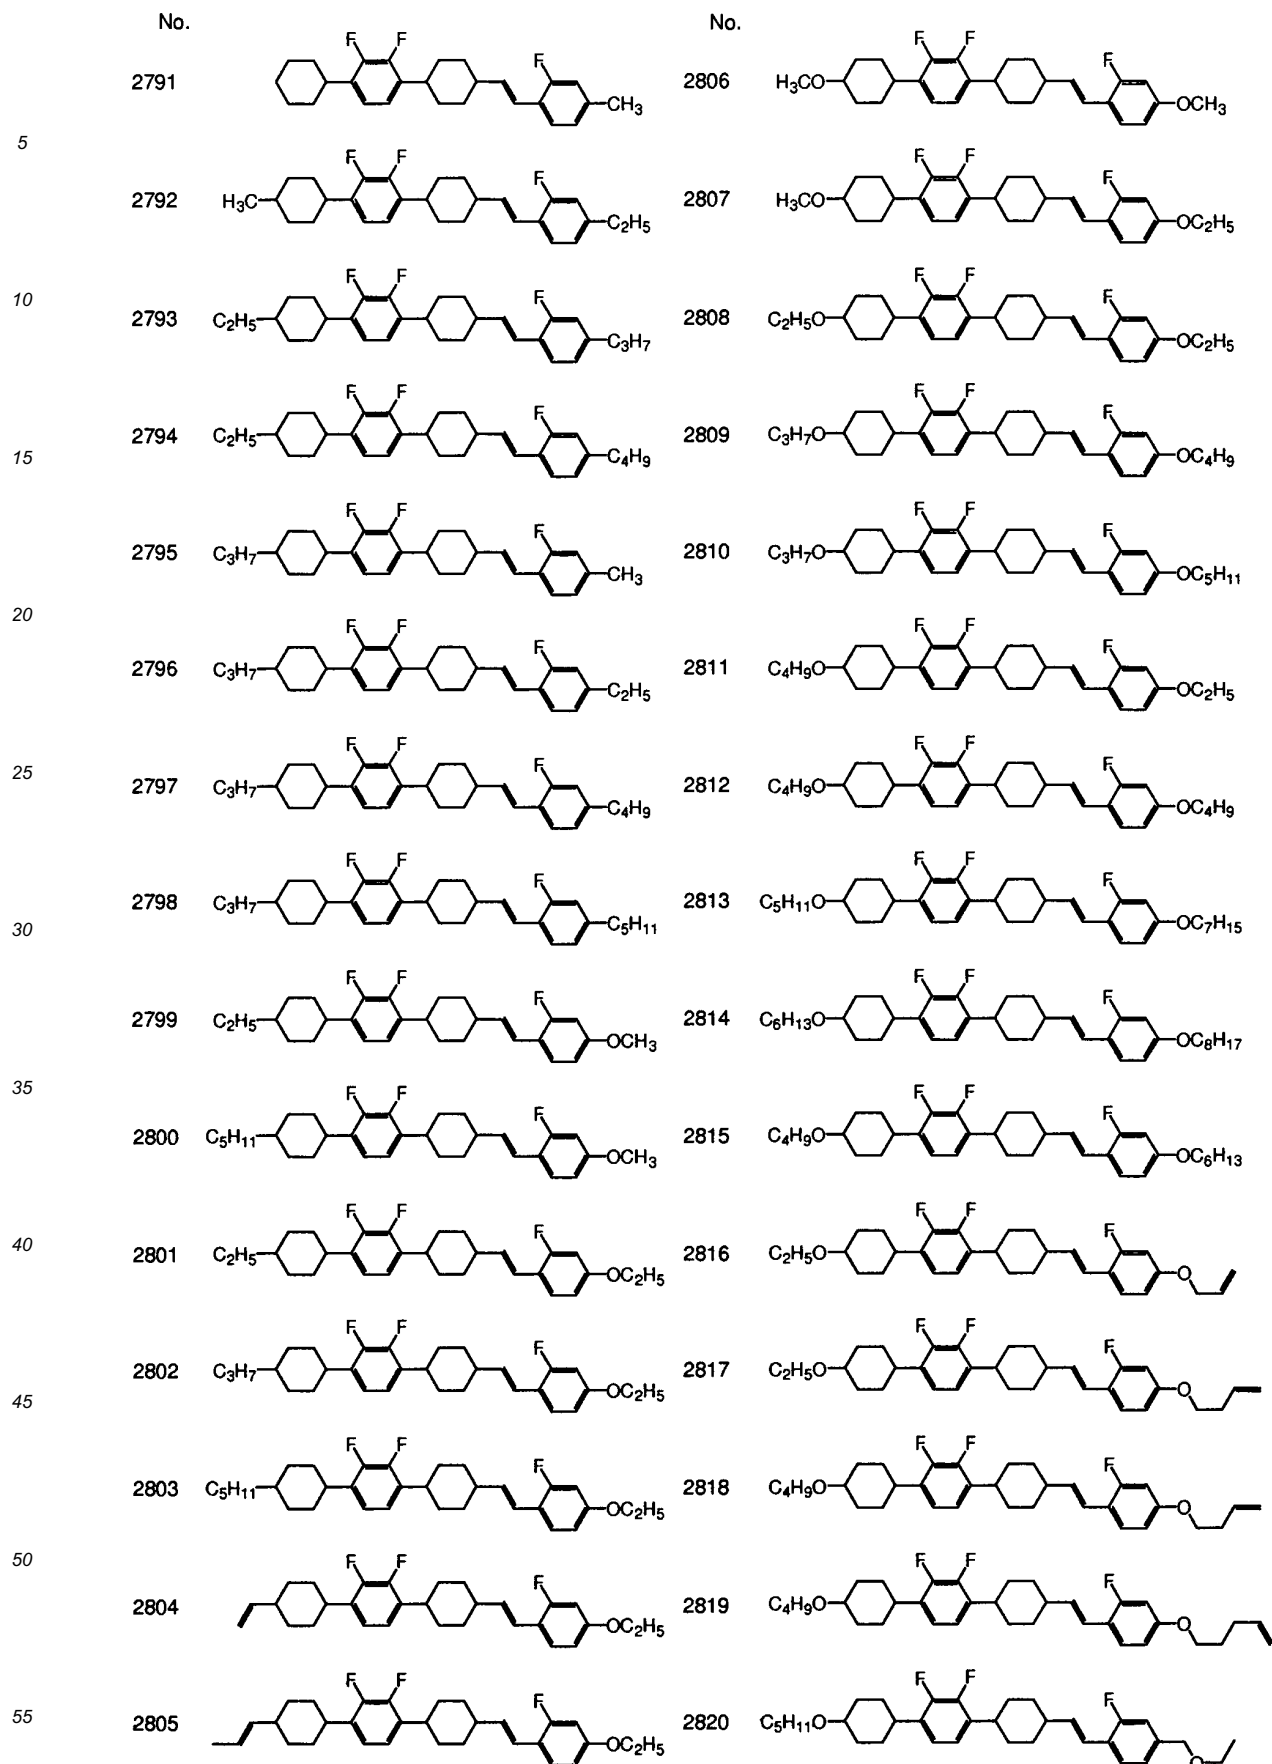 No.
2791 F F F CH3
5
2792 H3C F F F C2H5
10
2793 C2H5 F F F C3H7
2794 C2H5 F F F C4H9
15
2795 C3H7 F F F CH3
20
2796 C3H7 F F F C2H5
25
2797 C3H7 F F F C4H9
2798 C3H7 F F F C5H11
30
2799 C2H5 F F F OCH3
35
2800 C5H11 F F F OCH3
40
2801 C2H5 F F F OC2H5
2802 C3H7 F F F OC2H5
45
2803 C5H11 F F F OC2H5
50
2804 F F F OC2H5
55
2805 F F F OC2H5
No.
2806 H3CO F F F OCH3
2807 H3CO F F F OC2H5
2808 C2H5O F F F OC2H5
2809 C3H7O F F F OC4H9
2810 C3H7O F F F OC5H11
2811 C4H9O F F F OC2H5
2812 C4H9O F F F OC4H9
2813 C5H11O F F F OC7H15
2814 C6H13O F F F OC8H17
2815 C4H9O F F F OC6H13
2816 C2H5O F F F O
2817 C2H5O F F F O
2818 C4H9O F F F O
2819 C4H9O F F F O
2820 C5H11O F F F O